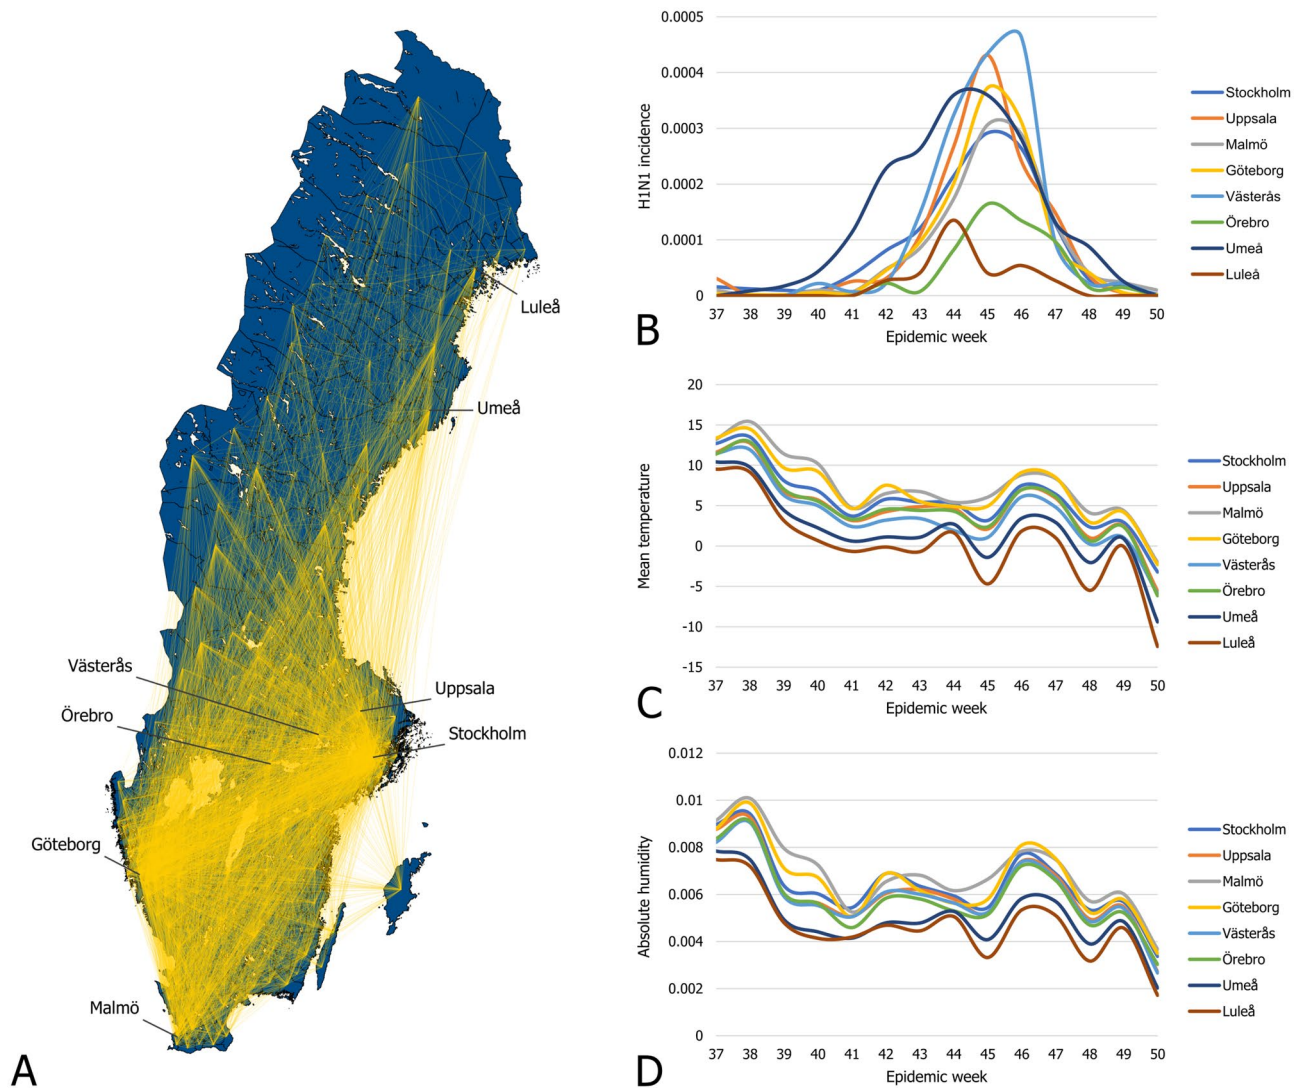 Luleå
Umeå
Västerås
Örebro
Uppsala
Stockholm
Göteborg
Malmö
A
0.0005
0.0004
0.0003
0.0002
0.0001
0
H1N1 incidence
37 38 39 40 41 42 43 44 45 46 47 48 49 50
Epidemic week
Stockholm
Uppsala
Malmö
Göteborg
Västerås
Örebro
Umeå
Luleå
B
20
15
10
5
0
-5
-10
-15
Mean temperature
37 38 39 40 41 42 43 44 45 46 47 48 49 50
Epidemic week
Stockholm
Uppsala
Malmö
Göteborg
Västerås
Örebro
Umeå
Luleå
C
0.012
0.01
0.008
0.006
0.004
0.002
0
Absolute humidity
37 38 39 40 41 42 43 44 45 46 47 48 49 50
Epidemic week
Stockholm
Uppsala
Malmö
Göteborg
Västerås
Örebro
Umeå
Luleå
D